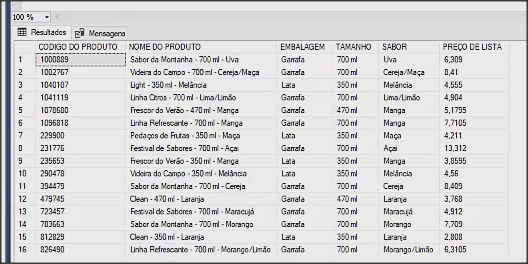 100 %
Resultados Mensagens
CODIGO DO PRODUTO NOME DO PRODUTO EMBALAGEM TAMANHO SABOR PREÇO DE LISTA
1 1000889 Sabor da Montanha - 700 ml - Uva Garrafa 700 ml Uva 6,309
2 1002767 Videira do Campo - 700 ml - Cereja/Maça Garrafa 700 ml Cereja/Maça 8,41
3 1040107 Light - 350 ml - Melância Lata 350 ml Melância 4,555
4 1041119 Linha Citros - 700 ml - Lima/Limão Garrafa 700 ml Lima/Limão 4,904
5 1078680 Frescor do Verão - 470 ml - Manga Garrafa 470 ml Manga 5,1795
6 1096818 Linha Refrescante - 700 ml - Manga Garrafa 700 ml Manga 7,7105
7 229900 Pedaços de Frutas - 350 ml - Maça Lata 350 ml Maça 4,211
8 231776 Festival de Sabores - 700 ml - Açai Garrafa 700 ml Açai 13,312
9 235653 Frescor do Verão - 350 ml - Manga Lata 350 ml Manga 3,8595
10 290478 Videira do Campo - 350 ml - Melância Lata 350 ml Melância 4,56
11 394479 Sabor da Montanha - 700 ml - Cereja Garrafa 700 ml Cereja 8,409
12 479745 Clean - 470 ml - Laranja Garrafa 470 ml Laranja 3,768
13 723457 Festival de Sabores - 700 ml - Maracujá Garrafa 700 ml Maracujá 4,912
14 783663 Sabor da Montanha - 700 ml - Morango Garrafa 700 ml Morango 7,709
15 812829 Clean - 350 ml - Laranja Lata 350 ml Laranja 2,808
16 826490 Linha Refrescante - 700 ml - Morango/Limão Garrafa 700 ml Morango/Limão 6,3105